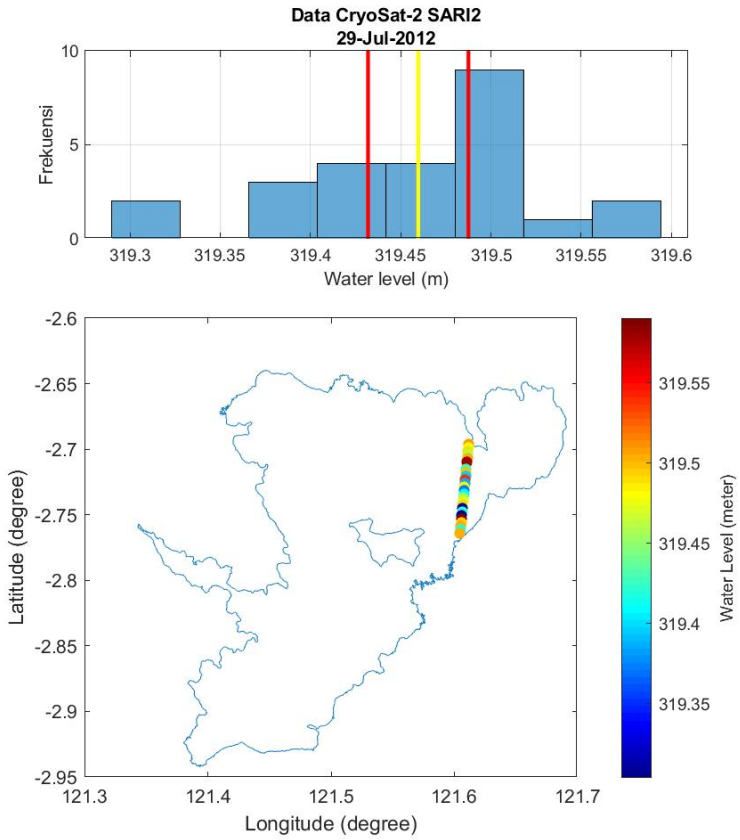 Data CryoSat-2 SARI2
29-Jul-2012
Frekuensi
10
5
0
319.3 319.35 319.4 319.45 319.5 319.55 319.6
Water level (m)
Latitude (degree)
-2.6
-2.65
-2.7
-2.75
-2.8
-2.85
-2.9
-2.95
121.3 121.4 121.5 121.6 121.7
Longitude (degree)
319.55
319.5
319.45
319.4
319.35
Water Level (meter)